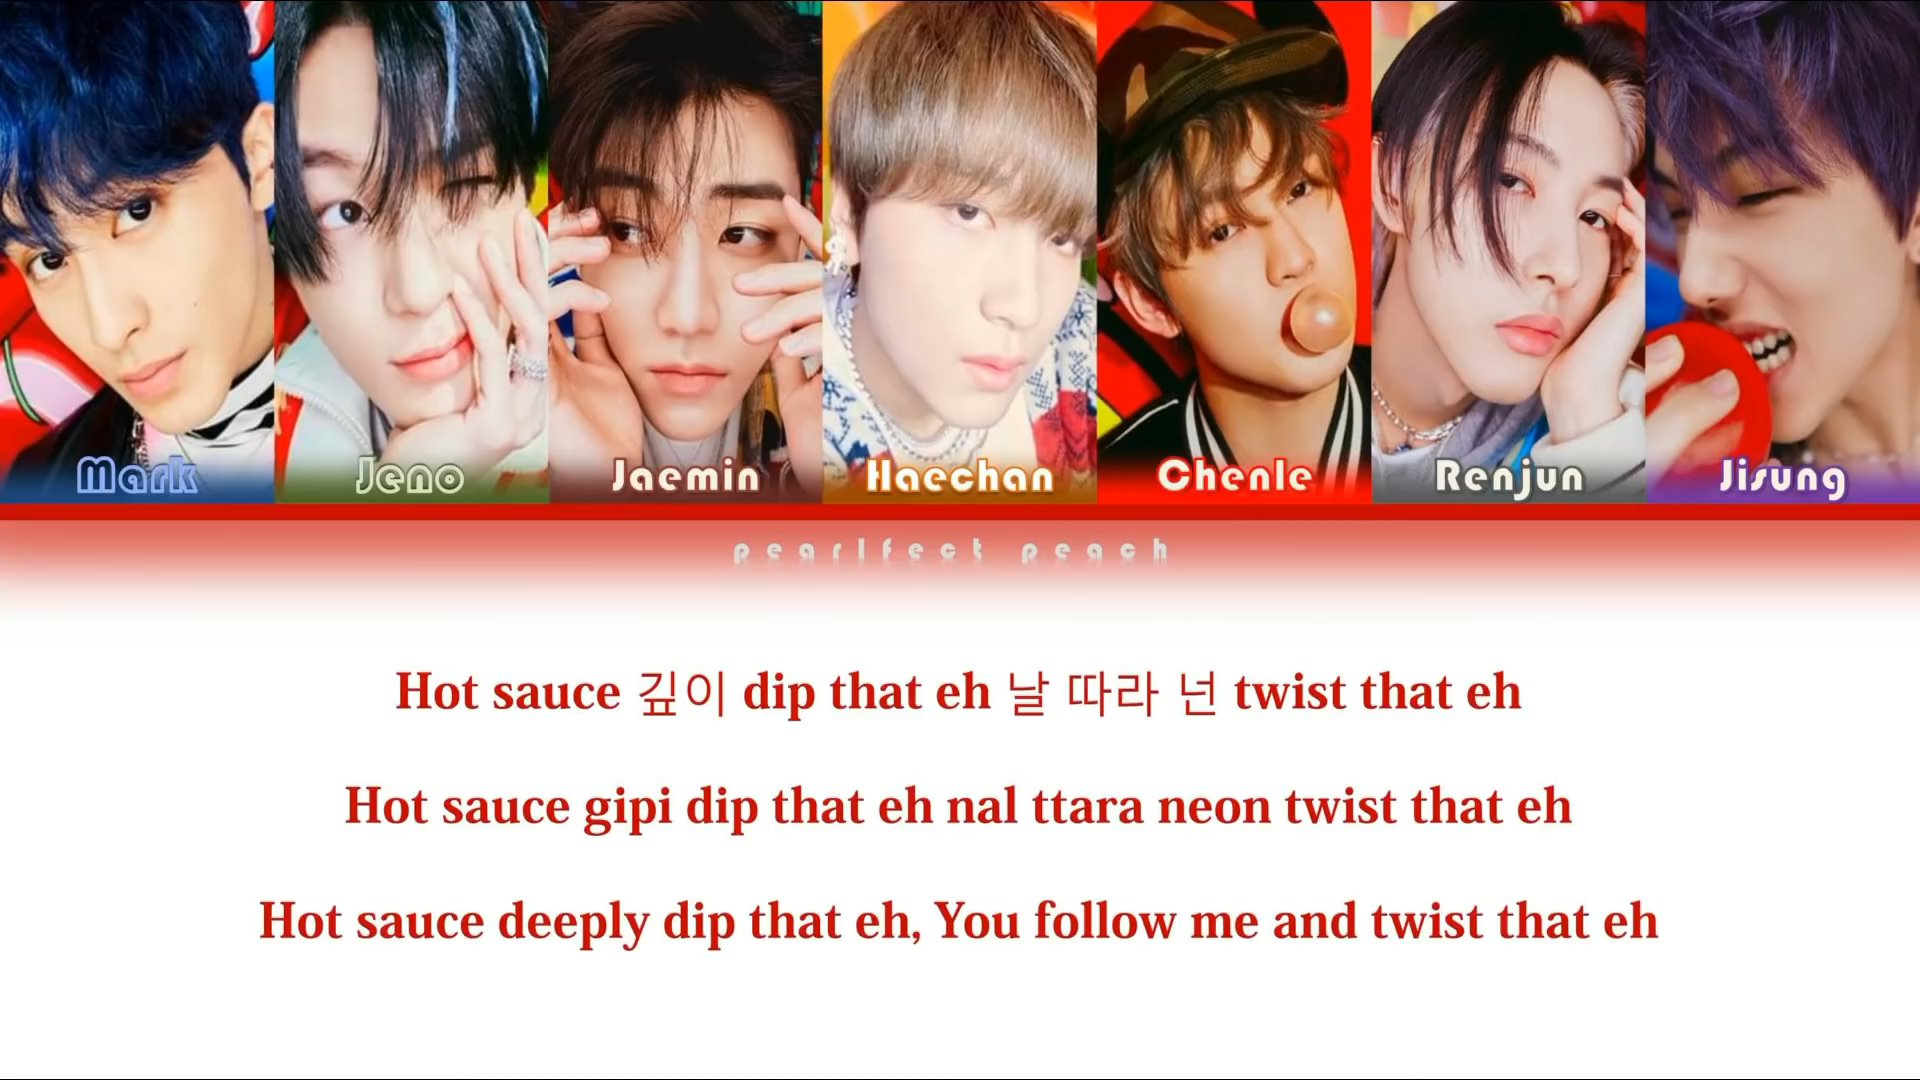 Mark Jeno Jaemin Haechan Chenle Renjun Jisung
pearlfect peach
Hot sauce 깊이 dip that eh 날 따라 넌 twist that eh
Hot sauce gipi dip that eh nal ttara neon twist that eh
Hot sauce deeply dip that eh, You follow me and twist that eh